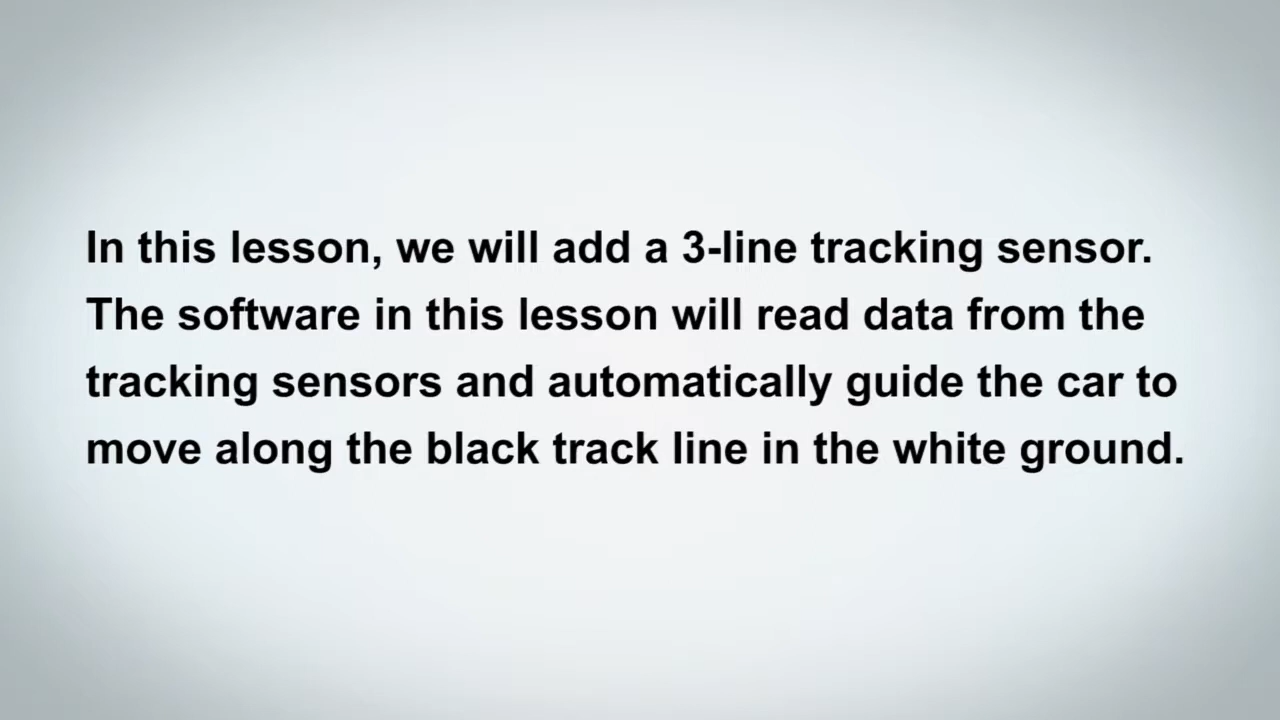 In this lesson, we will add a 3-line tracking sensor.
The software in this lesson will read data from the
tracking sensors and automatically guide the car to
move along the black track line in the white ground.